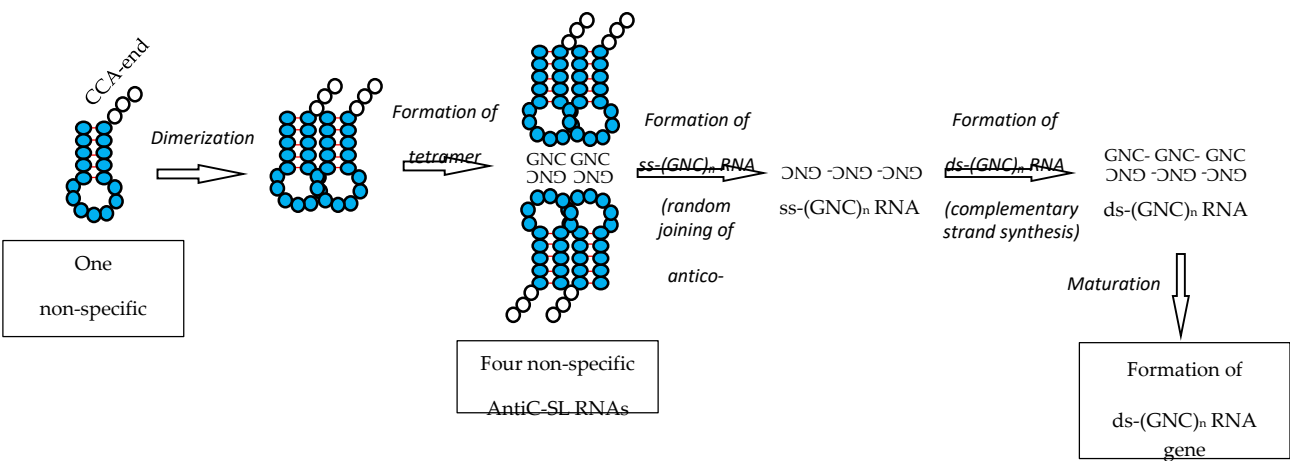 CCA-end
One
non-specific
Dimerization
Formation of
tetramer
GNC GNC
GNC GNC
Four non-specific
AntiC-SL RNAs
Formation of
ss-(GNC)n RNA
(random
joining of
antico-
GNC- GNC- GNC
ss-(GNC)n RNA
Formation of
ds-(GNC)n RNA
(complementary
strand synthesis)
GNC- GNC- GNC
GNC- GNC- GNC
ds-(GNC)n RNA
Maturation
Formation of
ds-(GNC)n RNA
gene